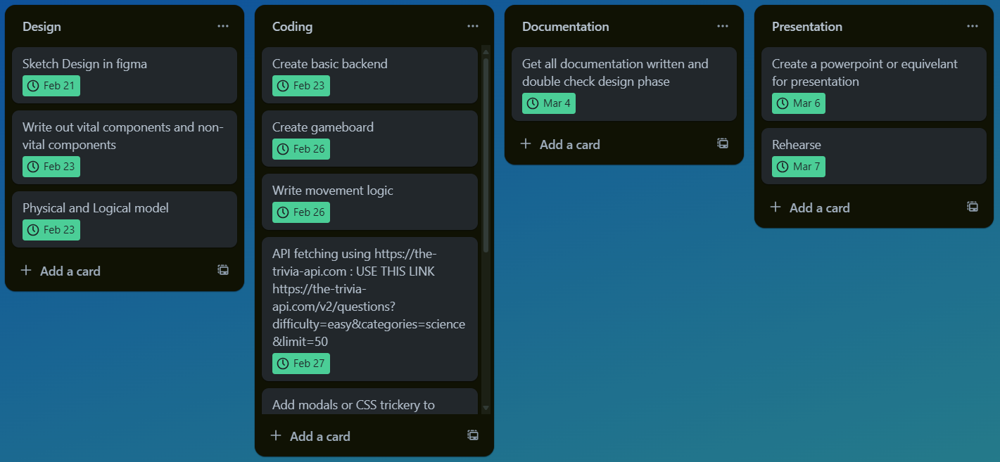 Design
Sketch Design in figma
Feb 21
Write out vital components and non-
vital components
Feb 23
Physical and Logical model
Feb 23
Add a card
Coding
Create basic backend
Feb 23
Create gameboard
Feb 26
Write movement logic
Feb 26
API fetching using https://the-
trivia-api.com : USE THIS LINK
https://the-trivia-
api.com/v2/questions?
difficulty=easy&categories=science
&limit=50
Feb 27
Add modals or CSS trickery to
Add a card
Documentation
Get all documentation written and
double check design phase
Mar 4
Add a card
Presentation
Create a powerpoint or equivelant
for presentation
Mar 6
Rehearse
Mar 7
Add a card